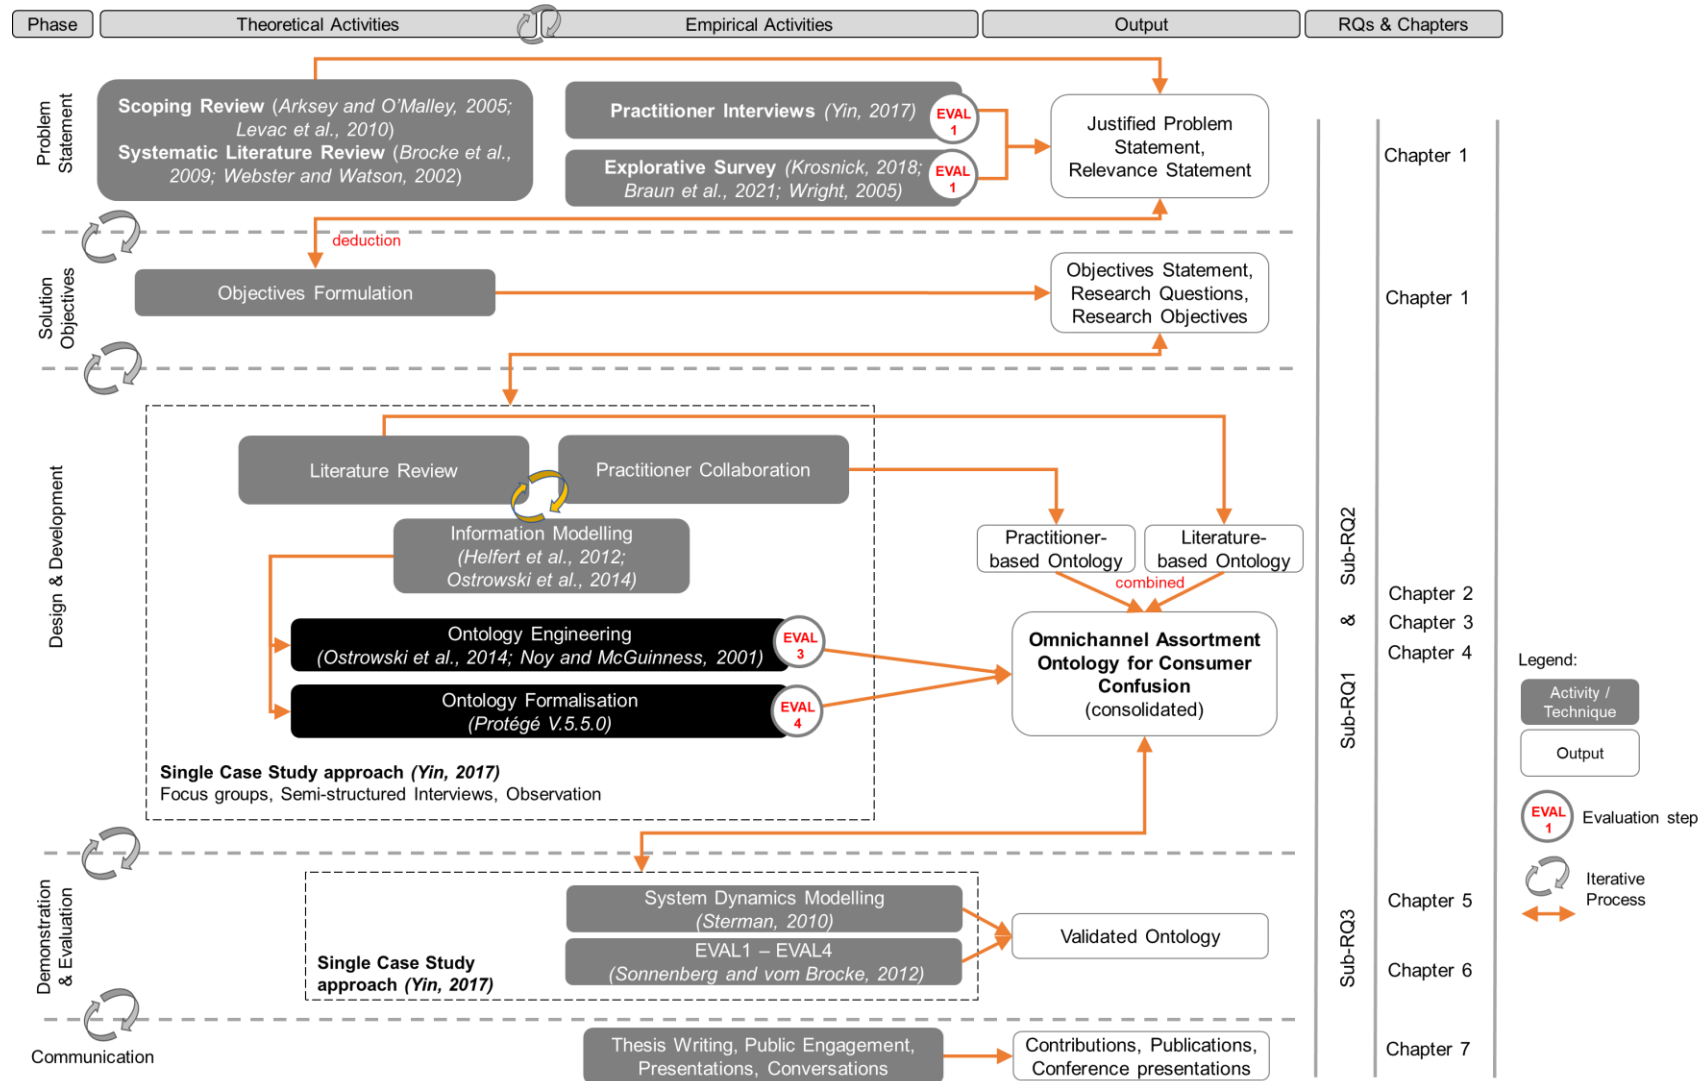 Phase
Theoretical Activities
Empirical Activities
Output
RQs & Chapters
Problem
Statement
Scoping Review (Arksey and O'Malley, 2005;
Levac et al., 2010)
Systematic Literature Review (Brocke et al.,
2009; Webster and Watson, 2002)
Practitioner Interviews (Yin, 2017)
EVAL
1
Explorative Survey (Krosnick, 2018;
Braun et al., 2021; Wright, 2005)
EVAL
1
Justified Problem
Statement,
Relevance Statement
Chapter 1
deduction
Solution
Objectives
Objectives Formulation
Objectives Statement,
Research Questions,
Research Objectives
Chapter 1
Design & Development
Literature Review
Practitioner Collaboration
Information Modelling
(Helfert et al., 2012;
Ostrowski et al., 2014)
Practitioner-
based Ontology
Literature-
based Ontology
combined
Ontology Engineering
(Ostrowski et al., 2014; Noy and McGuinness, 2001)
EVAL
3
Ontology Formalisation
(Protégé V.5.5.0)
EVAL
4
Omnichannel Assortment
Ontology for Consumer
Confusion
(consolidated)
Single Case Study approach (Yin, 2017)
Focus groups, Semi-structured Interviews, Observation
Sub-RQ1 & Sub-RQ2
Chapter 2
Chapter 3
Chapter 4
Legend:
Activity /
Technique
Output
EVAL
1
Evaluation step
Iterative
Process
Demonstration
& Evaluation
System Dynamics Modelling
(Sterman, 2010)
EVAL1 – EVAL4
(Sonnenberg and vom Brocke, 2012)
Single Case Study
approach (Yin, 2017)
Validated Ontology
Sub-RQ3
Chapter 5
Chapter 6
Communication
Thesis Writing, Public Engagement,
Presentations, Conversations
Contributions, Publications,
Conference presentations
Chapter 7